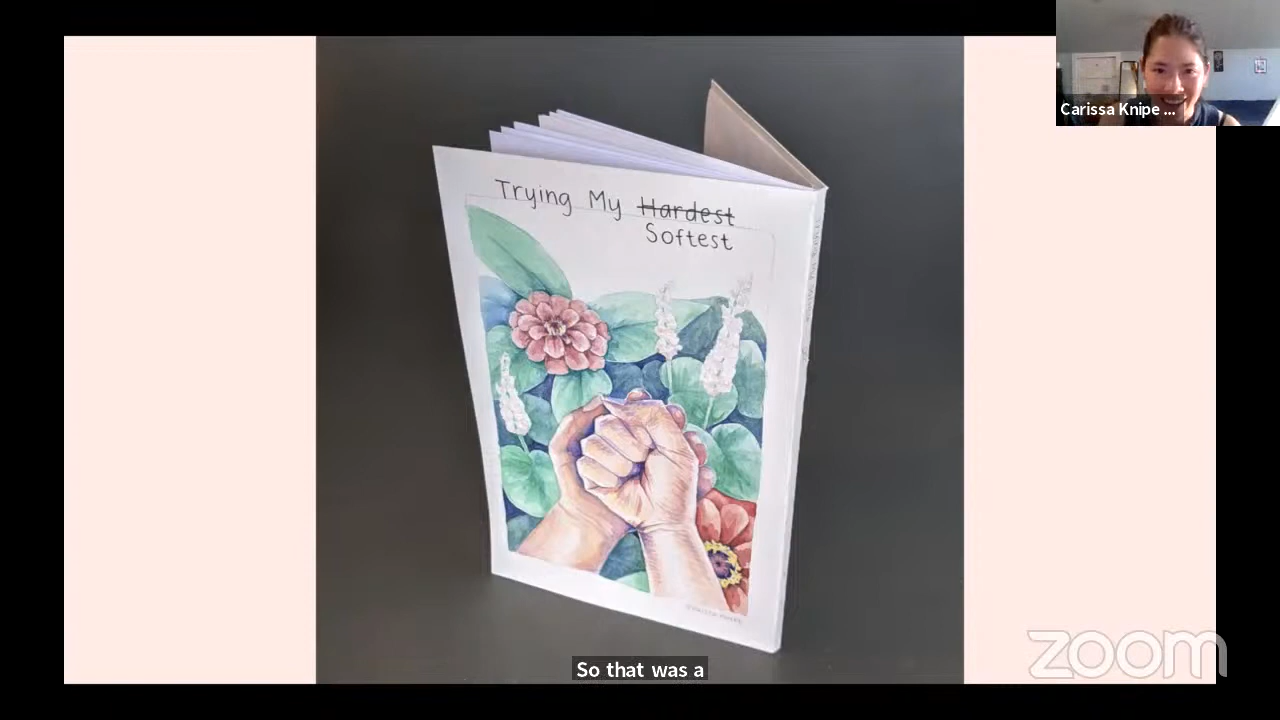 Carissa Knipe ...
Trying My Hardest
Softest
So that was a
zoom